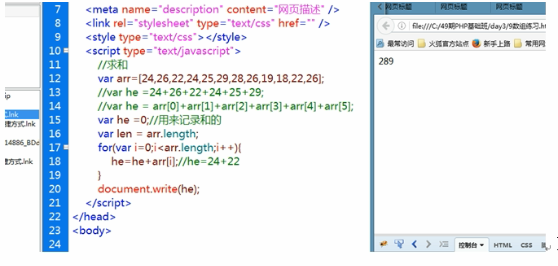 ip
.lnk
捷方式.lnk
14886_BDd
捷方式.lnk
7 <meta name="description" content="网页描述" />
8 <link rel="stylesheet" type="text/css" href="" />
9 <style type="text/css"></style>
10 <script type="text/javascript">
11 //求和
12 var arr=[24,26,22,24,25,29,28,26,19,18,22,26];
13 //var he =24+26+22+24+25+29;
14 //var he = arr[0]+arr[1]+arr[2]+arr[3]+arr[4]+arr[5];
15 var he =0;//用来记录和的
16 var len = arr.length;
17 for(var i=0;i<arr.length;i++){
18 he=he+arr[i];//he=24+22
19 }
20 document.write(he);
21 </script>
22 </head>
23 <body>
24
网页标题 网页标题 网页标题
file:///C:/49期PHP基础班/day3/9数组练习.ht
最常访问 火狐官方站点 新手上路 常用网
289
控制台 HTML CSS